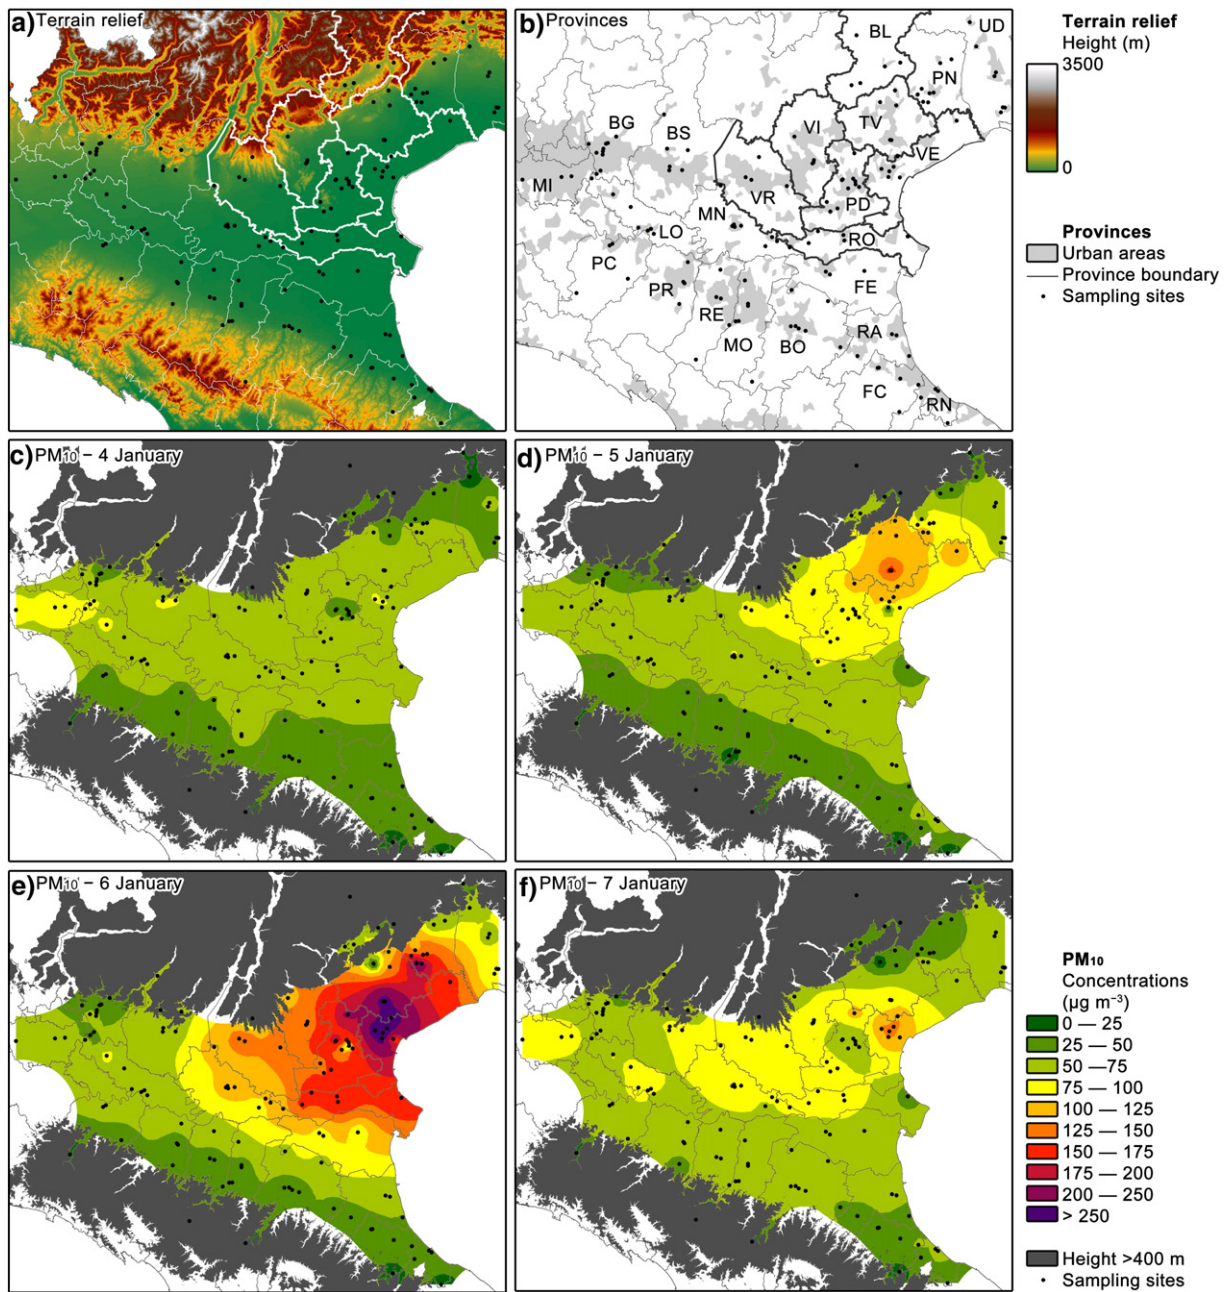 a) Terrain relief
b) Provinces
BL
UD
PN
BG
BS
VI
TV
VE
MI
VR
PD
MN
LO
RO
PC
PR
FE
RE
RA
MO
BO
FC
RN
Terrain relief
Height (m)
3500
0
Provinces
Urban areas
Province boundary
Sampling sites
c) PM10 – 4 January
d) PM10 – 5 January
e) PM10 – 6 January
f) PM10 – 7 January
PM10
Concentrations
(µg m⁻³)
0 — 25
25 — 50
50 —75
75 — 100
100 — 125
125 — 150
150 — 175
175 — 200
200 — 250
> 250
Height >400 m
Sampling sites